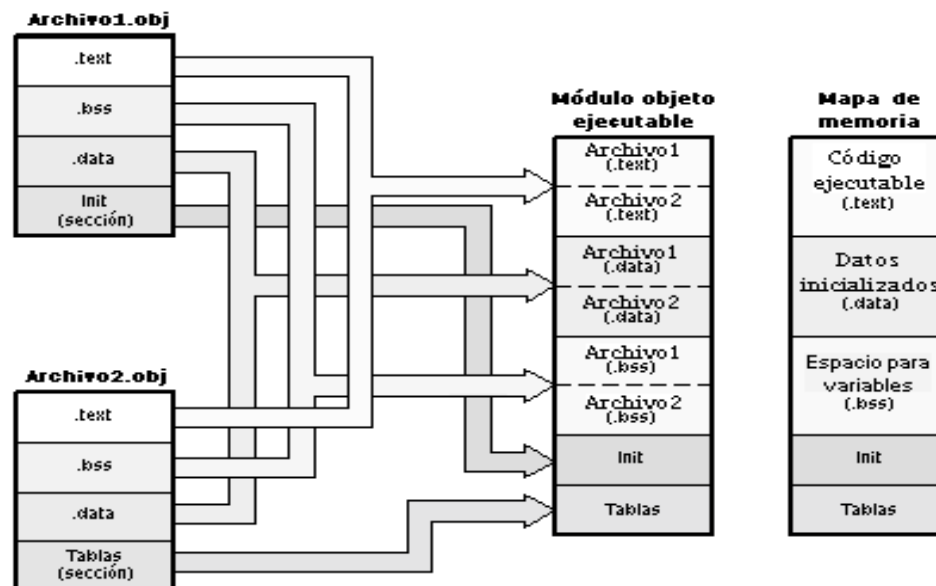 Archivo1.obj
.text
.bss
.data
Init
(sección)
Archivo2.obj
.text
.bss
.data
Tablas
(sección)
Módulo objeto
ejecutable
Archivo1
(.text)
Archivo2
(.text)
Archivo1
(.data)
Archivo2
(.data)
Archivo1
(.bss)
Archivo2
(.bss)
Init
Tablas
Mapa de
memoria
Código
ejecutable
(.text)
Datos
inicializados
(.data)
Espacio para
variables
(.bss)
Init
Tablas